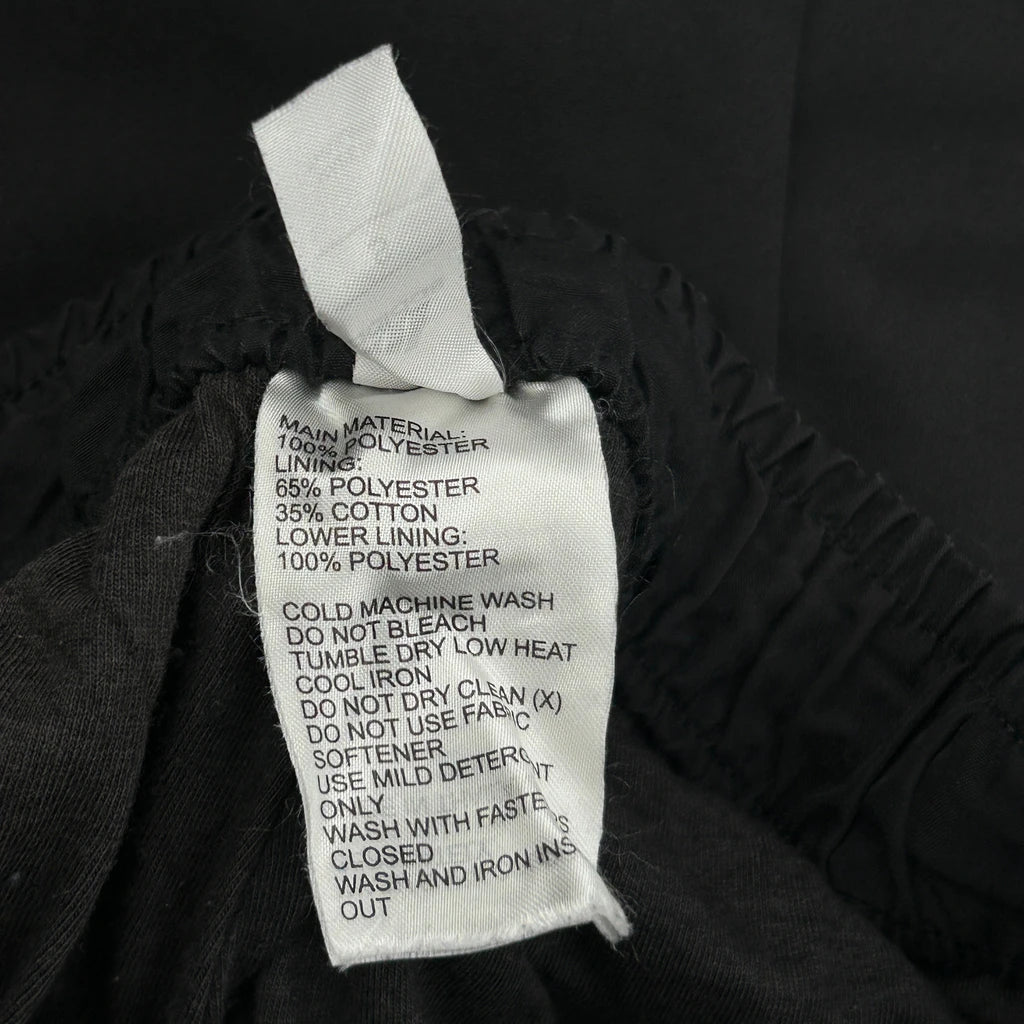 MAIN MATERIAL:
100% POLYESTER
LINING:
65% POLYESTER
35% COTTON
LOWER LINING:
100% POLYESTER
COLD MACHINE WASH
DO NOT BLEACH
TUMBLE DRY LOW HEAT
COOL IRON
DO NOT DRY CLEAN (X)
DO NOT USE FABRIC
SOFTENER
USE MILD DETERGENT
ONLY
WASH WITH FASTENERS
CLOSED
WASH AND IRON INS
OUT